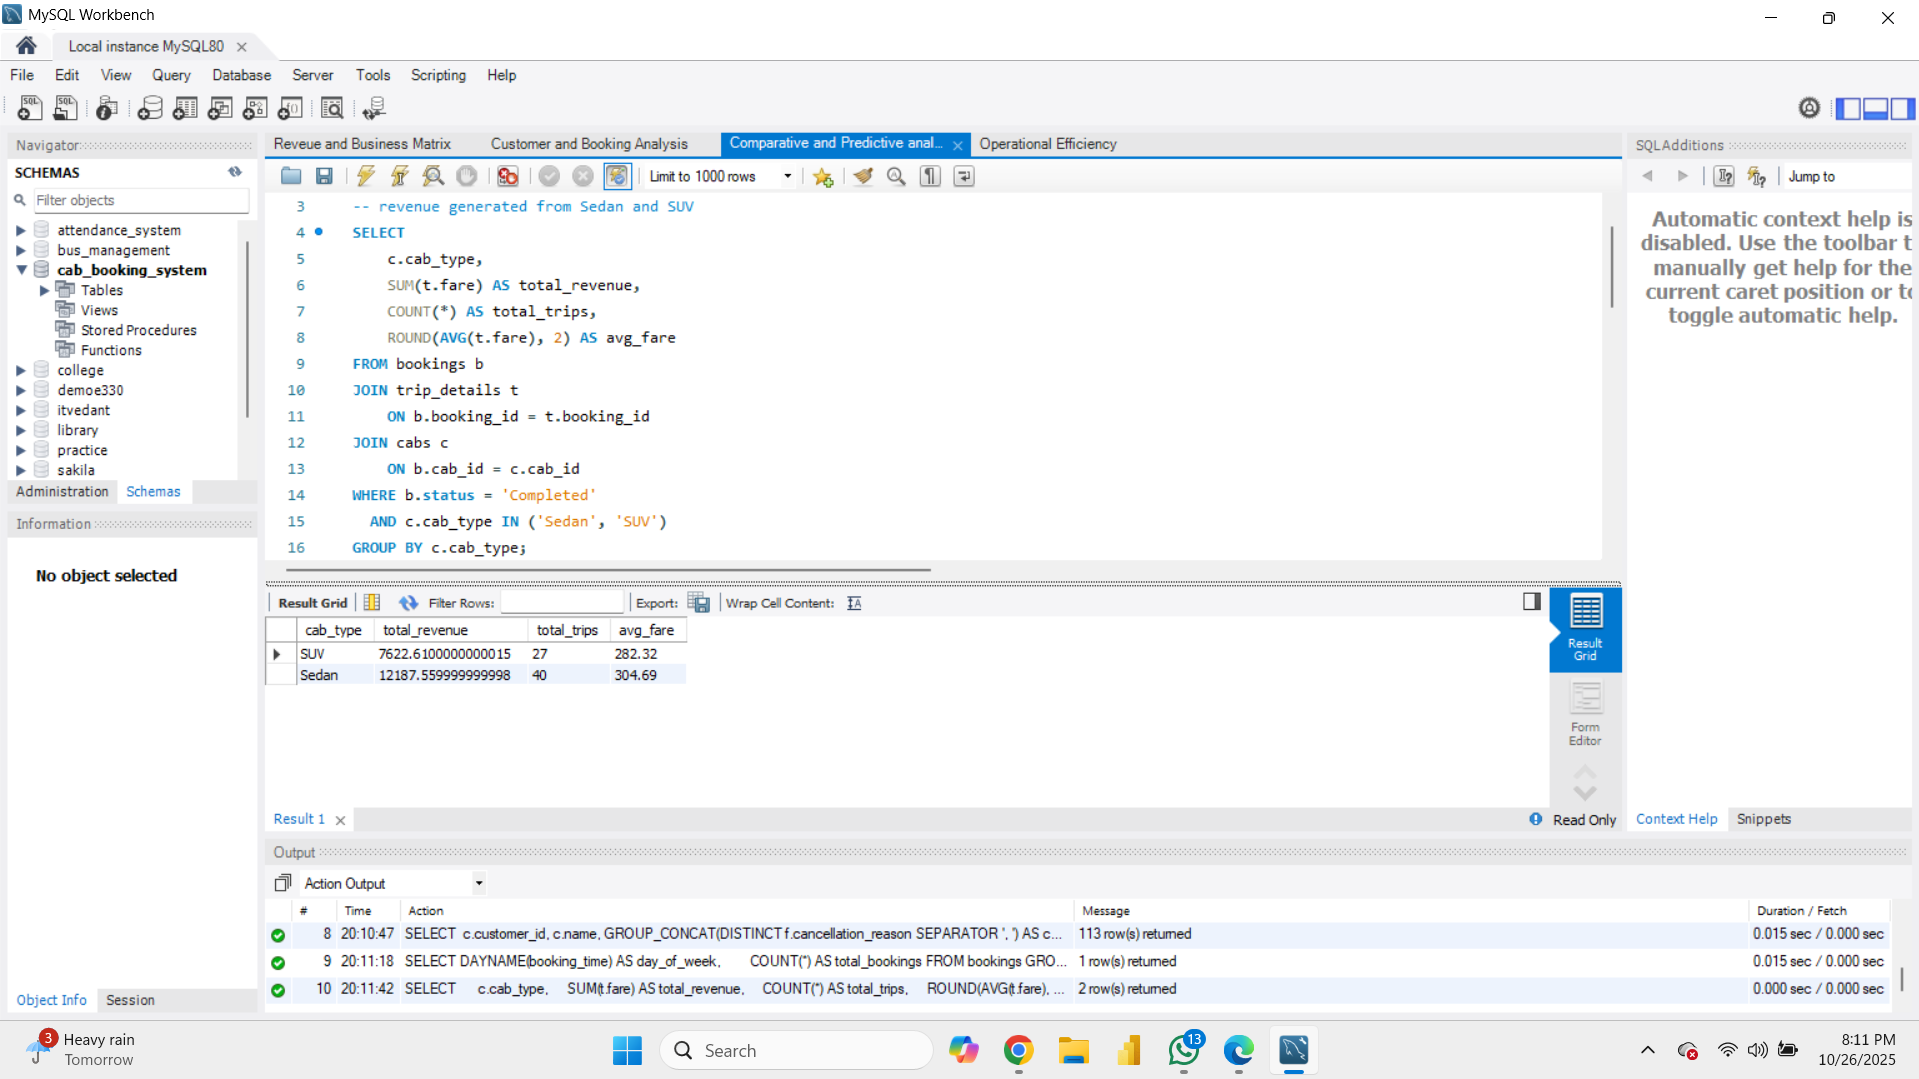 MySQL Workbench
Local instance MySQL80
File Edit View Query Database Server Tools Scripting Help
Navigator
SCHEMAS
Filter objects
attendance_system
bus_management
cab_booking_system
Tables
Views
Stored Procedures
Functions
college
demoe330
itvedant
library
practice
sakila
Administration Schemas
Information
No object selected
Object Info Session
Reveue and Business Matrix Customer and Booking Analysis Comparative and Predictive anal... Operational Efficiency
Limit to 1000 rows
3 -- revenue generated from Sedan and SUV
4 SELECT
5 c.cab_type,
6 SUM(t.fare) AS total_revenue,
7 COUNT(*) AS total_trips,
8 ROUND(AVG(t.fare), 2) AS avg_fare
9 FROM bookings b
10 JOIN trip_details t
11 ON b.booking_id = t.booking_id
12 JOIN cabs c
13 ON b.cab_id = c.cab_id
14 WHERE b.status = 'Completed'
15 AND c.cab_type IN ('Sedan', 'SUV')
16 GROUP BY c.cab_type;
Result Grid Filter Rows: Export: Wrap Cell Content:
cab_type total_revenue total_trips avg_fare
SUV 7622.6100000000015 27 282.32
Sedan 12187.559999999998 40 304.69
Result
Grid
Form
Editor
Result 1 Read Only
SQLAdditions
Jump to
Automatic context help is
disabled. Use the toolbar t
manually get help for the
current caret position or to
toggle automatic help.
Context Help Snippets
Output
Action Output
# Time Action Message Duration / Fetch
8 20:10:47 SELECT c.customer_id, c.name, GROUP_CONCAT(DISTINCT f.cancellation_reason SEPARATOR ', ') AS c... 113 row(s) returned 0.015 sec / 0.000 sec
9 20:11:18 SELECT DAYNAME(booking_time) AS day_of_week, COUNT(*) AS total_bookings FROM bookings GRO... 1 row(s) returned 0.015 sec / 0.000 sec
10 20:11:42 SELECT c.cab_type, SUM(t.fare) AS total_revenue, COUNT(*) AS total_trips, ROUND(AVG(t.fare), ... 2 row(s) returned 0.000 sec / 0.000 sec
3 Heavy rain
Tomorrow
Search
13
8:11 PM
10/26/2025